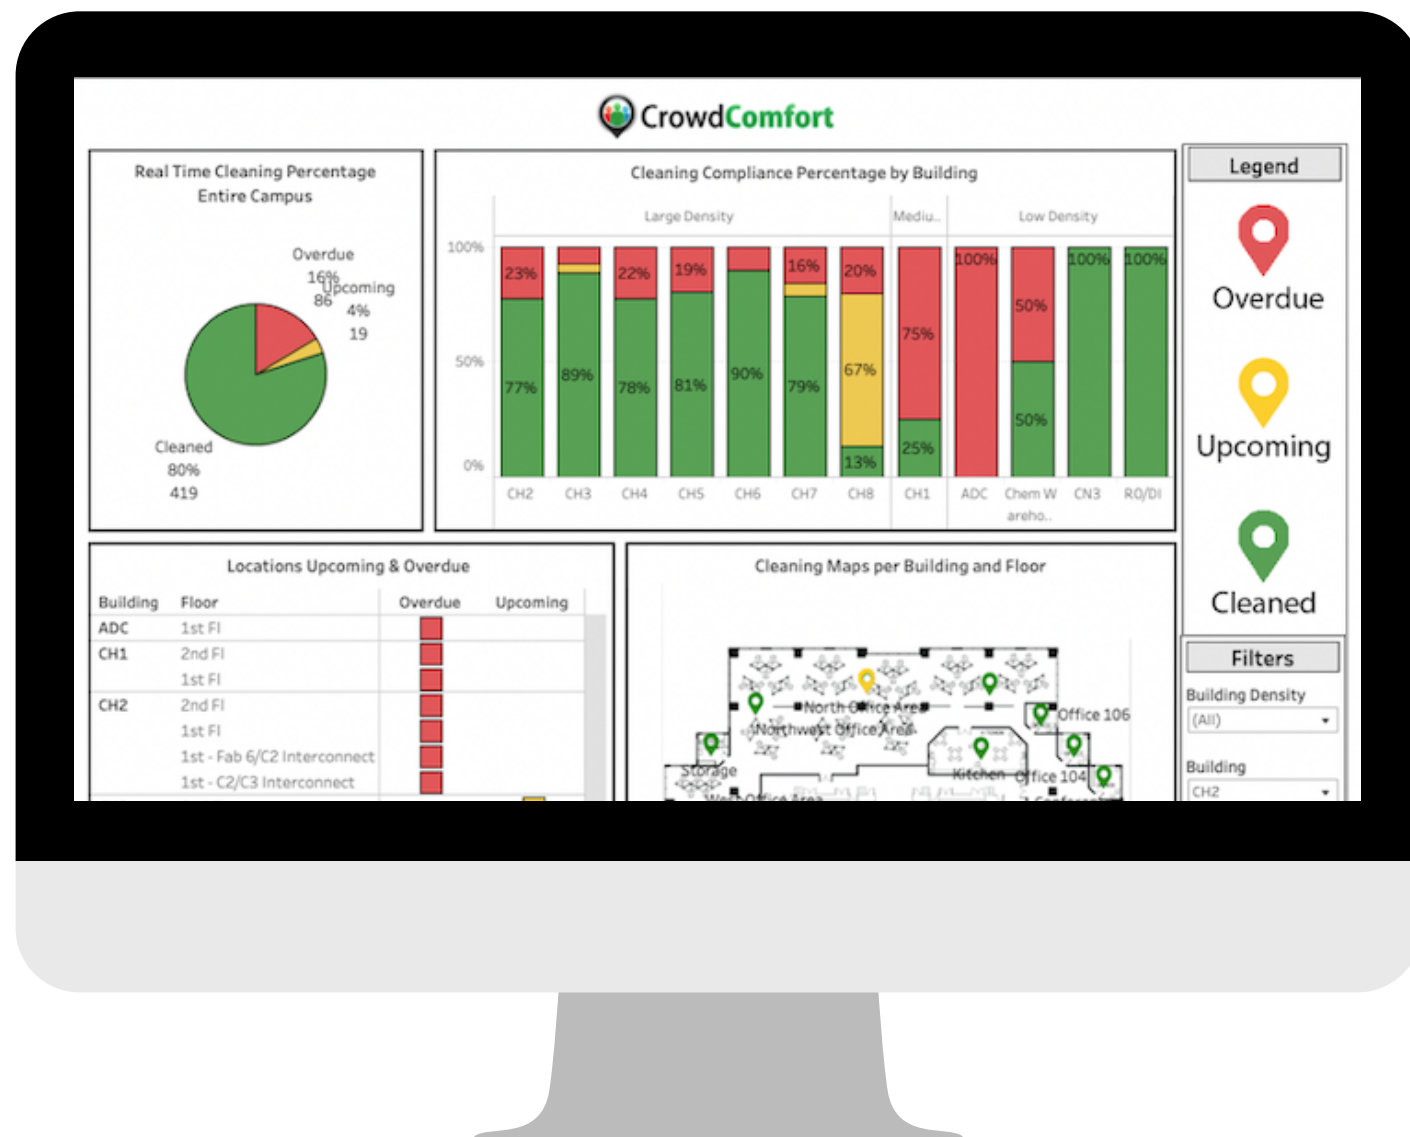 CrowdComfort
Real Time Cleaning Percentage
Entire Campus
Overdue
16%
86
Upcoming
4%
19
Cleaned
80%
419
Cleaning Compliance Percentage by Building
Large Density
Mediu..
Low Density
100%
50%
0%
23%
77%
89%
22%
78%
19%
81%
90%
16%
79%
20%
67%
13%
75%
25%
100%
50%
50%
100%
100%
CH2
CH3
CH4
CH5
CH6
CH7
CH8
CH1
ADC
Chem W
areho..
CN3
RO/DI
Legend
Overdue
Upcoming
Cleaned
Locations Upcoming & Overdue
Building Floor Overdue Upcoming
ADC 1st Fl
CH1 2nd Fl
1st Fl
CH2 2nd Fl
1st Fl
1st - Fab 6/C2 Interconnect
1st - C2/C3 Interconnect
Cleaning Maps per Building and Floor
North Office Area
Northwest Office Area
Office 106
Storage
Kitchen
Office 104
West Office Area
Filters
Building Density
(All)
Building
CH2